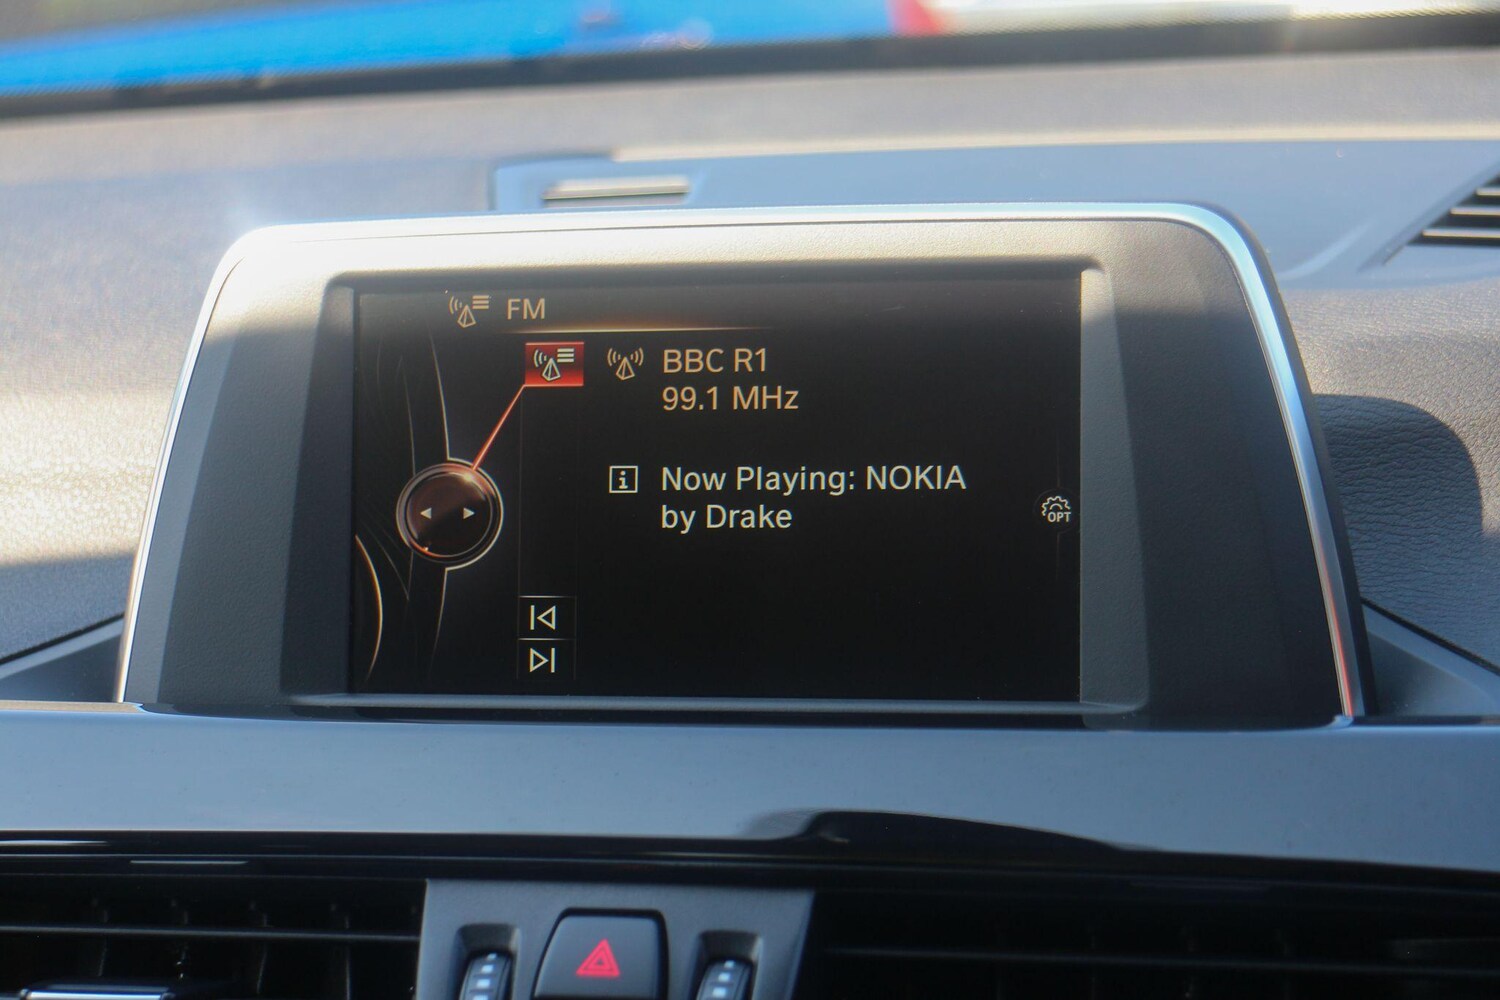 FM
BBC R1
99.1 MHz
Now Playing: NOKIA
by Drake
OPT